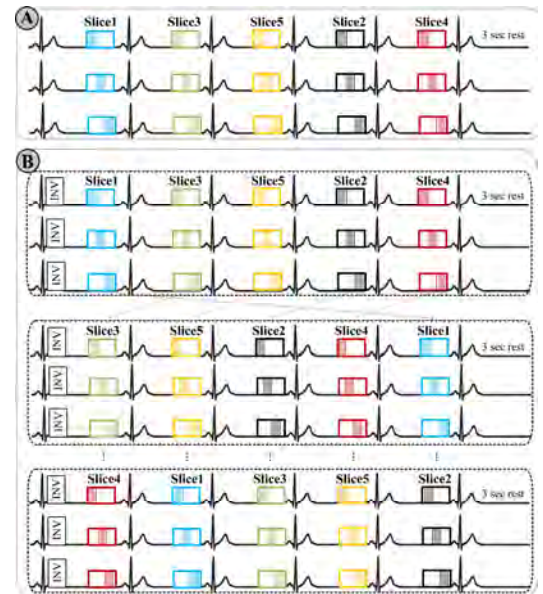 A
Slice1 Slice3 Slice5 Slice2 Slice4
3 sec rest
B
Slice1 Slice3 Slice5 Slice2 Slice4
INV 3 sec rest
INV
INV
Slice3 Slice5 Slice2 Slice4 Slice1
INV 3 sec rest
INV
INV
Slice4 Slice1 Slice3 Slice5 Slice2
INV 3 sec rest
INV
INV